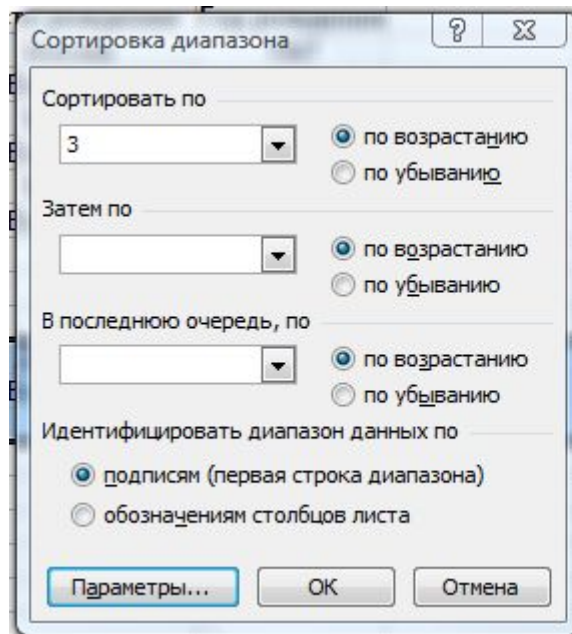 Сортировка диапазона
Сортировать по
3
по возрастанию
по убыванию
Затем по
по возрастанию
по убыванию
В последнюю очередь, по
по возрастанию
по убыванию
Идентифицировать диапазон данных по
подписям (первая строка диапазона)
обозначениям столбцов листа
Параметры... ОК Отмена